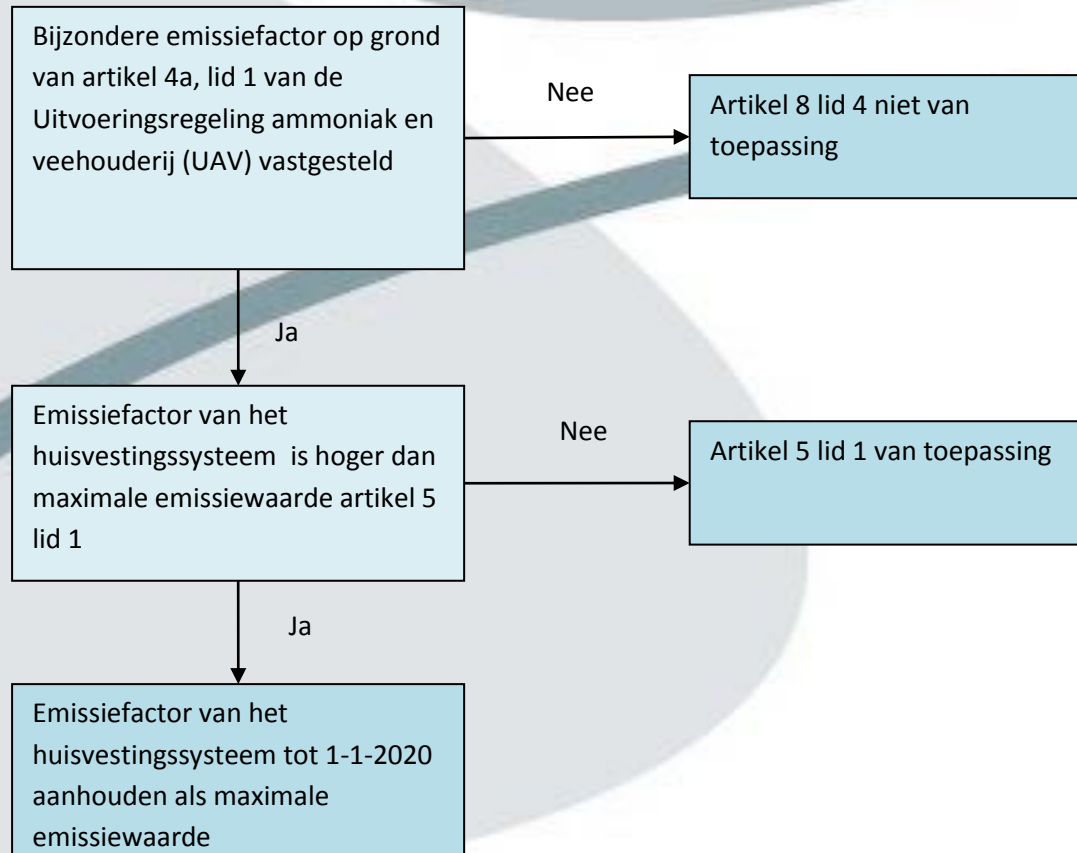 Bijzondere emissiefactor op grond
van artikel 4a, lid 1 van de
Uitvoeringsregeling ammoniak en
veehouderij (UAV) vastgesteld
Nee
Artikel 8 lid 4 niet van
toepassing
Ja
Emissiefactor van het
huisvestingssysteem is hoger dan
maximale emissiewaarde artikel 5
lid 1
Nee
Artikel 5 lid 1 van toepassing
Ja
Emissiefactor van het
huisvestingssysteem tot 1-1-2020
aanhouden als maximale
emissiewaarde